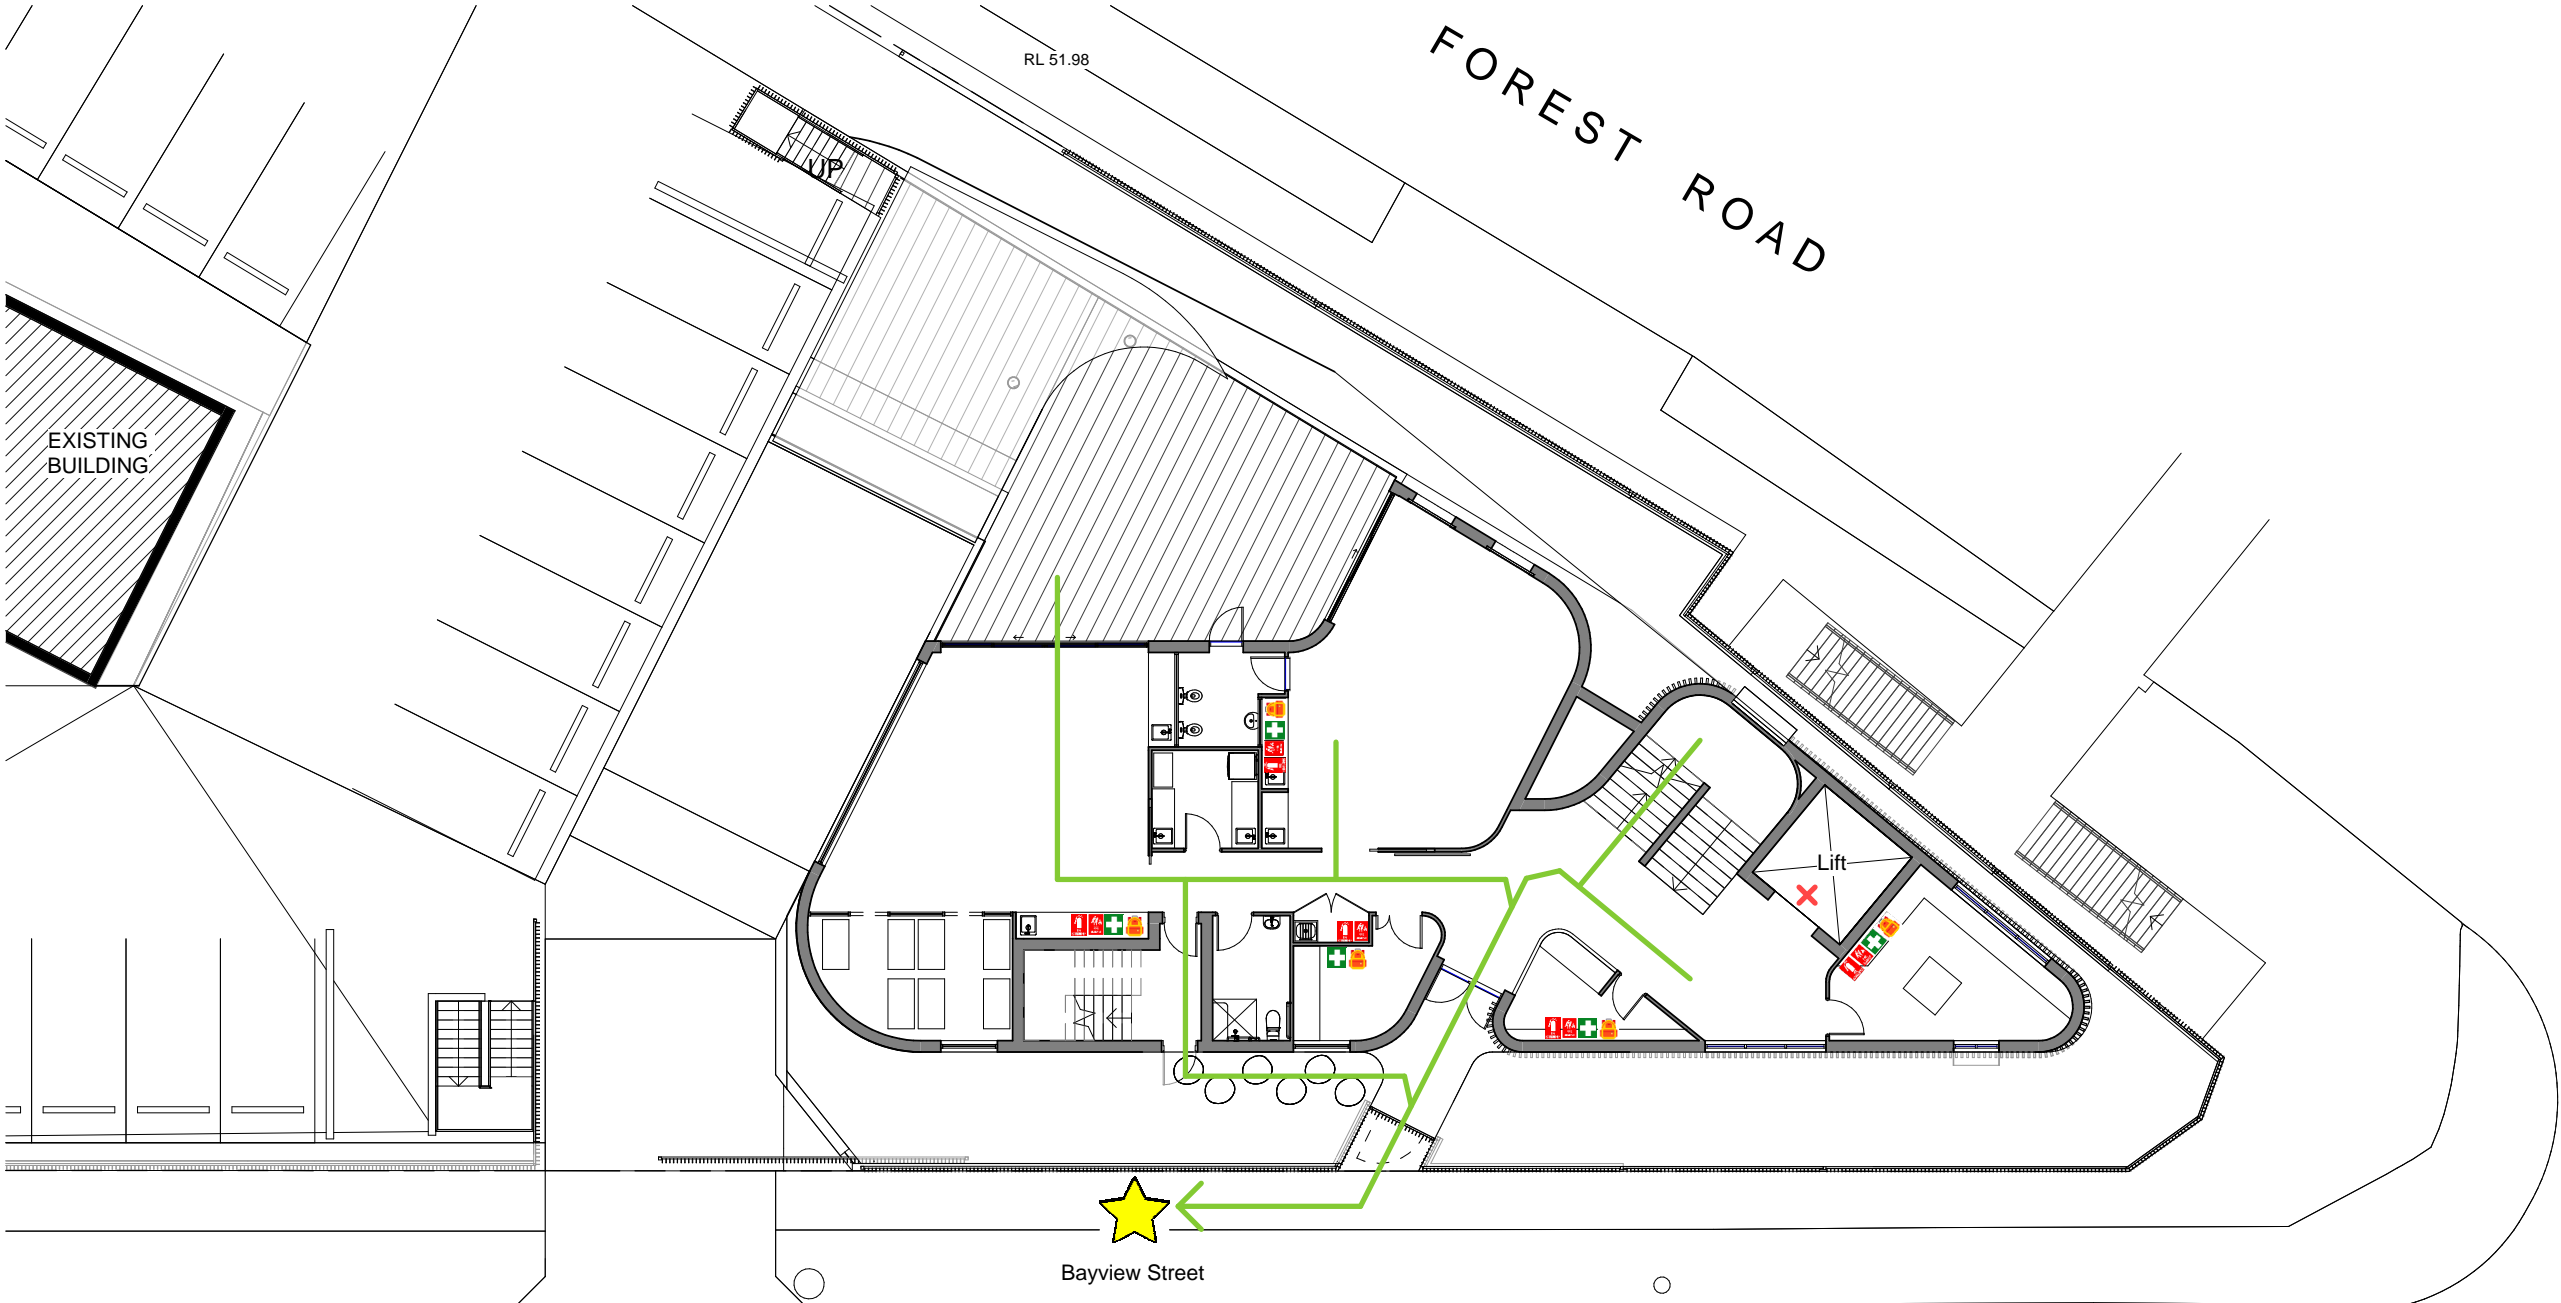 RL 51.98
FOREST ROAD
UP
EXISTING
BUILDING
Lift
Bayview Street